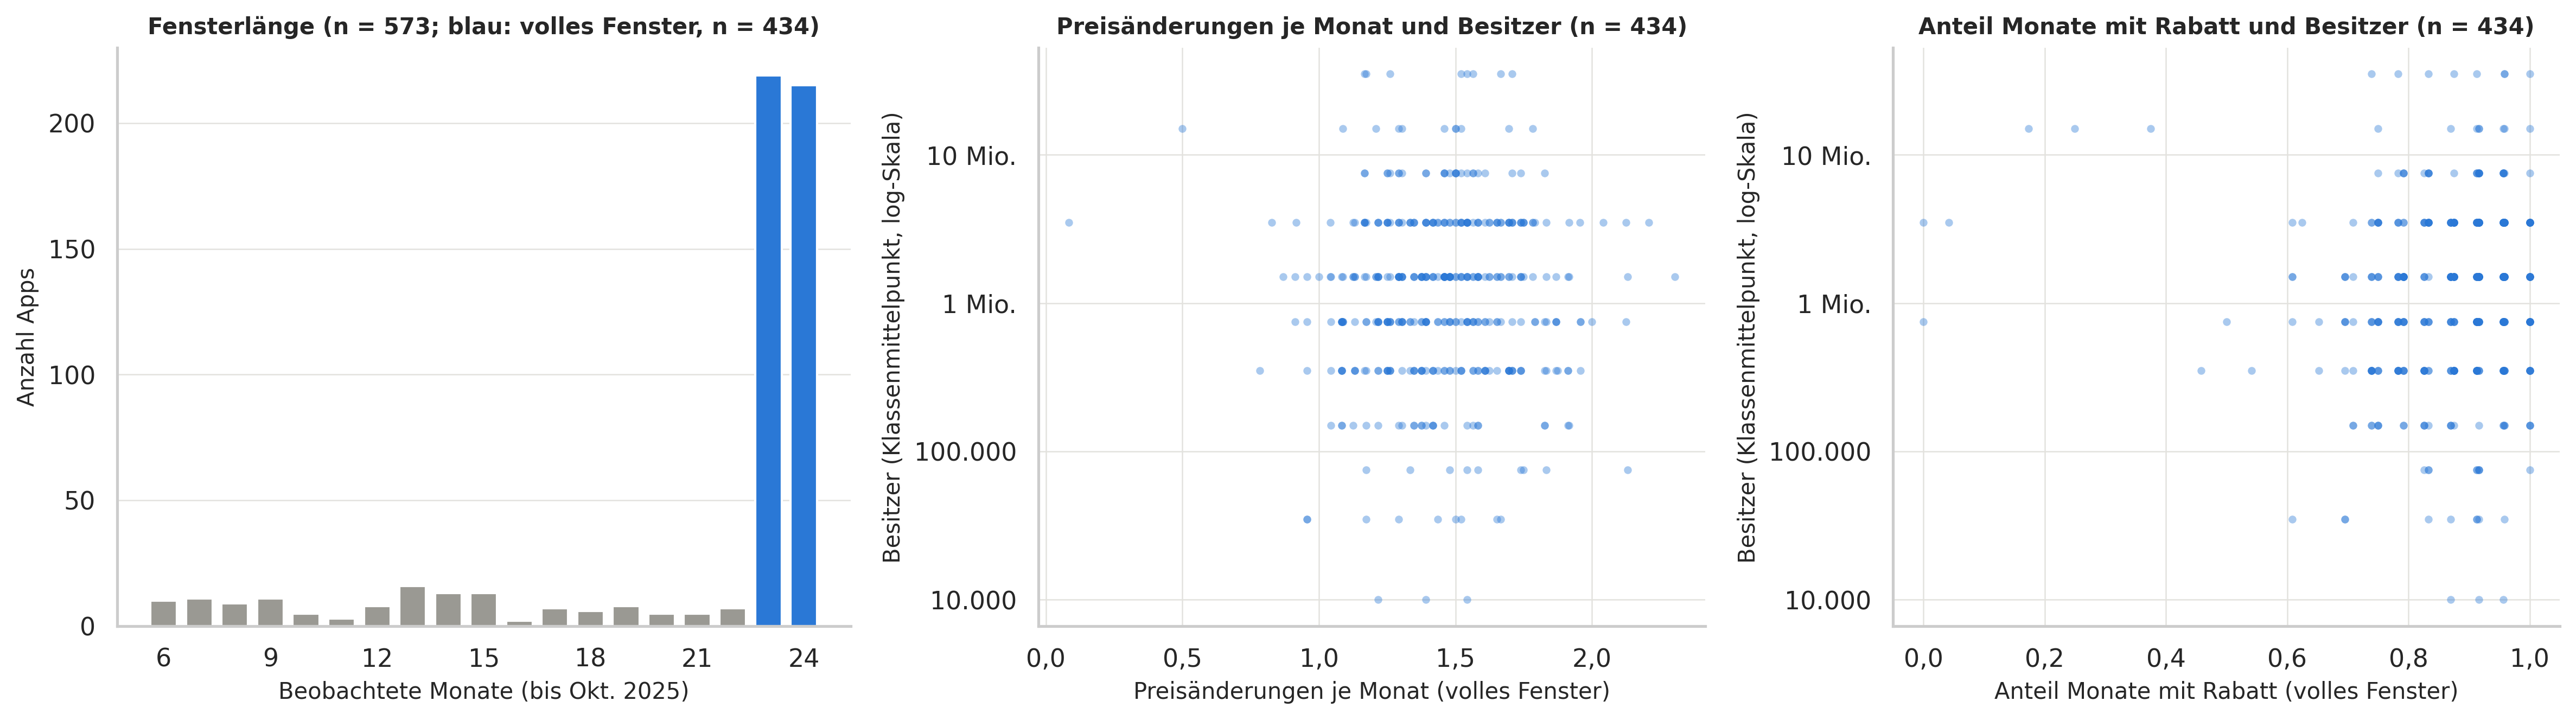 Fensterlänge (n = 573; blau: volles Fenster, n = 434)
Anzahl Apps
200
150
100
50
0
6
9
12
15
18
21
24
Beobachtete Monate (bis Okt. 2025)
Preisänderungen je Monat und Besitzer (n = 434)
Besitzer (Klassenmittelpunkt, log-Skala)
10 Mio.
1 Mio.
100.000
10.000
0,0
0,5
1,0
1,5
2,0
Preisänderungen je Monat (volles Fenster)
Anteil Monate mit Rabatt und Besitzer (n = 434)
Besitzer (Klassenmittelpunkt, log-Skala)
10 Mio.
1 Mio.
100.000
10.000
0,0
0,2
0,4
0,6
0,8
1,0
Anteil Monate mit Rabatt (volles Fenster)